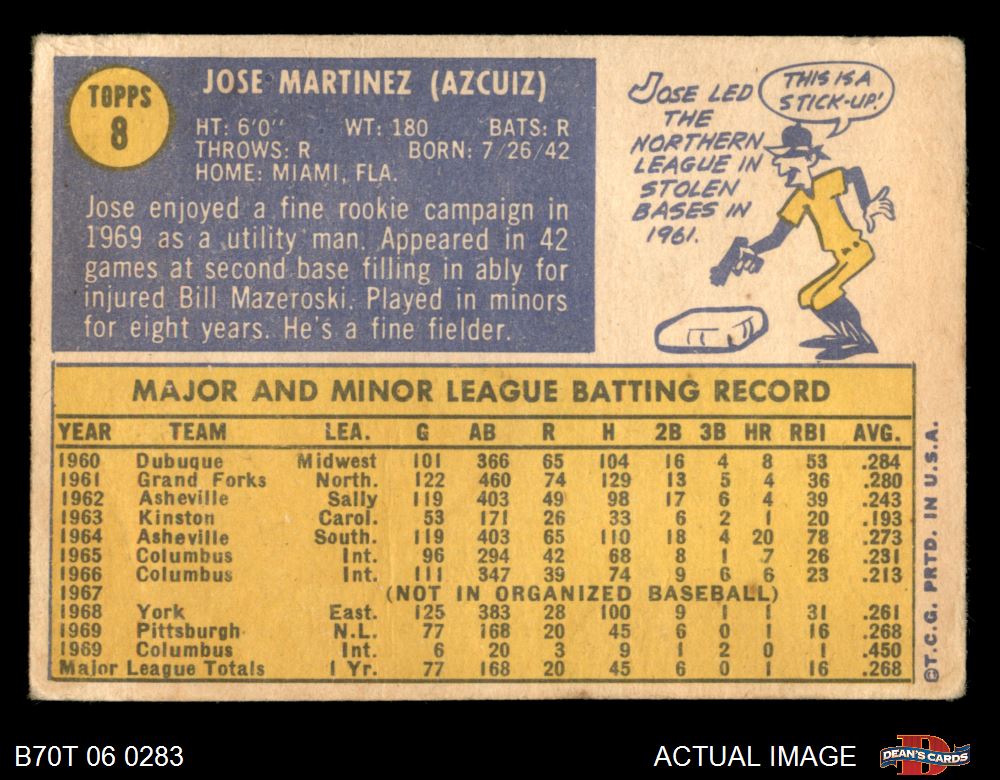 TOPPS
8
JOSE MARTINEZ (AZCUIZ)
HT: 6'0" WT: 180 BATS: R
THROWS: R BORN: 7/26/42
HOME: MIAMI, FLA.
Jose enjoyed a fine rookie campaign in
1969 as a utility man. Appeared in 42
games at second base filling in ably for
injured Bill Mazeroski. Played in minors
for eight years. He's a fine fielder.
JOSE LED
THE
NORTHERN
LEAGUE IN
STOLEN
BASES IN
1961.
THIS IS A
STICK-UP!
MAJOR AND MINOR LEAGUE BATTING RECORD
YEAR TEAM LEA. G AB R H 2B 3B HR RBI AVG.
1960 Dubuque Midwest 101 366 65 104 16 4 8 53 .284
1961 Grand Forks North. 122 460 74 129 13 5 4 36 .280
1962 Asheville Sally 119 403 49 98 17 6 4 39 .243
1963 Kinston Carol. 53 171 26 33 6 2 1 20 .193
1964 Asheville South. 119 403 65 110 18 4 20 78 .273
1965 Columbus Int. 96 294 42 68 8 1 7 26 .231
1966 Columbus Int. 111 347 39 74 9 6 6 23 .213
1967 (NOT IN ORGANIZED BASEBALL)
1968 York East. 125 383 28 100 9 1 1 31 .261
1969 Pittsburgh N.L. 77 168 20 45 6 0 1 16 .268
1969 Columbus Int. 6 20 3 9 1 2 0 1 .450
Major League Totals 1 Yr. 77 168 20 45 6 0 1 16 .268
©T.C.G. PRTD. IN U.S.A.
B70T 06 0283
ACTUAL IMAGE
DEAN'S CARDS